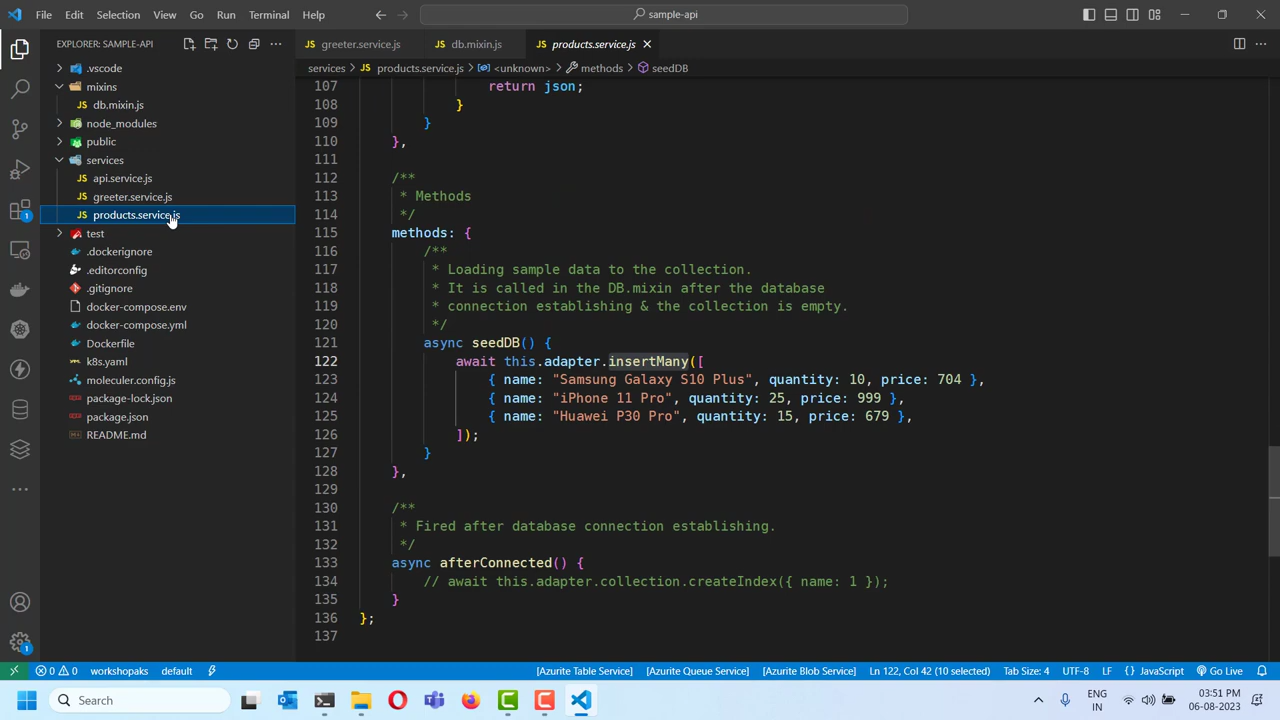 File Edit Selection View Go Run Terminal Help
sample-api
EXPLORER: SAMPLE-API
greeter.service.js
db.mixin.js
products.service.js
services
products.service.js
<unknown>
methods
seedDB
.vscode
mixins
db.mixin.js
node_modules
public
services
api.service.js
greeter.service.js
products.service.js
test
.dockerignore
.editorconfig
.gitignore
docker-compose.env
docker-compose.yml
Dockerfile
k8s.yaml
moleculer.config.js
package-lock.json
package.json
README.md
1
1
107 return json;
108 }
109 }
110 },
111
112 /**
113 * Methods
114 */
115 methods: {
116 /**
117 * Loading sample data to the collection.
118 * It is called in the DB.mixin after the database
119 * connection establishing & the collection is empty.
120 */
121 async seedDB() {
122 await this.adapter.insertMany([
123 { name: "Samsung Galaxy S10 Plus", quantity: 10, price: 704 },
124 { name: "iPhone 11 Pro", quantity: 25, price: 999 },
125 { name: "Huawei P30 Pro", quantity: 15, price: 679 },
126 ]);
127 }
128 },
129
130 /**
131 * Fired after database connection establishing.
132 */
133 async afterConnected() {
134 // await this.adapter.collection.createIndex({ name: 1 });
135 }
136 };
137
0 0 workshopaks default [Azurite Table Service] [Azurite Queue Service] [Azurite Blob Service] Ln 122, Col 42 (10 selected) Tab Size: 4 UTF-8 LF {} JavaScript Go Live
Search
ENG
IN
03:51 PM
06-08-2023